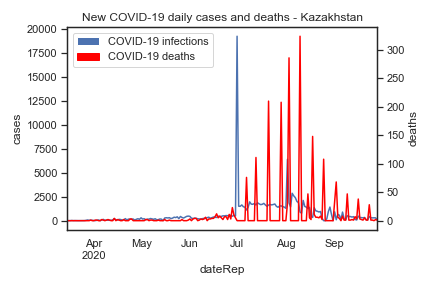 New COVID-19 daily cases and deaths - Kazakhstan
COVID-19 infections
COVID-19 deaths
20000
17500
15000
12500
10000
7500
5000
2500
0
cases
300
250
200
150
100
50
0
deaths
Apr May Jun Jul Aug Sep
2020
dateRep